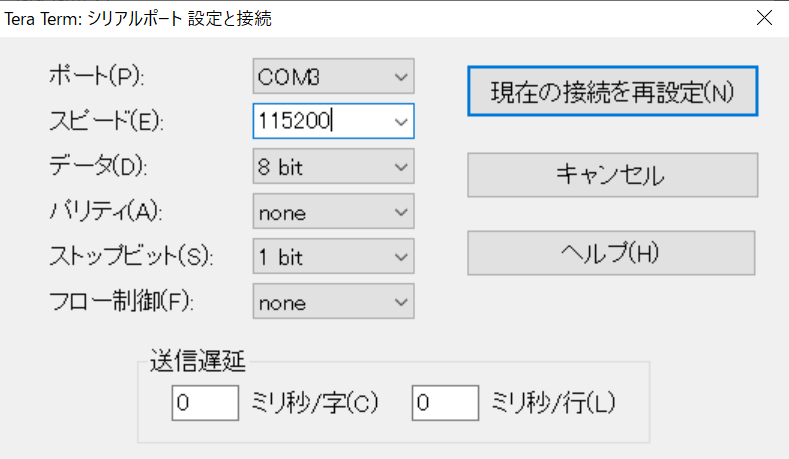 Tera Term: シリアルポート 設定と接続
ポート(P): COM3
現在の接続を再設定(N)
スピード(E): 115200
データ(D): 8 bit
キャンセル
パリティ(A): none
ストップビット(S): 1 bit
ヘルプ(H)
フロー制御(F): none
送信遅延
0 ミリ秒/字(C) 0 ミリ秒/行(L)